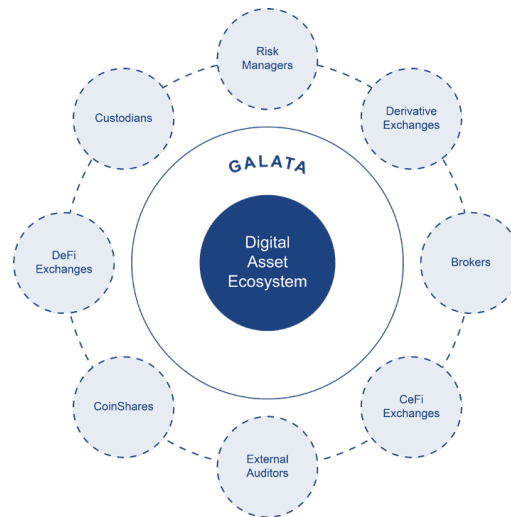 Risk
Managers
Custodians
Derivative
Exchanges
GALATA
DeFi
Exchanges
Digital
Asset
Ecosystem
Brokers
CoinShares
CeFi
Exchanges
External
Auditors